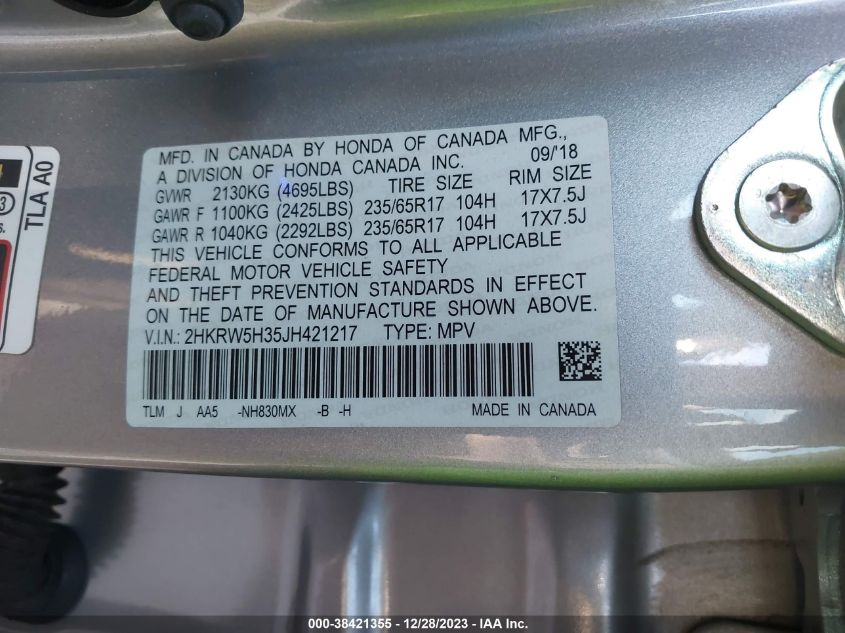 MFD. IN CANADA BY HONDA OF CANADA MFG.,
A DIVISION OF HONDA CANADA INC. 09/'18
GVWR 2130KG (4695LBS) TIRE SIZE RIM SIZE
GAWR F 1100KG (2425LBS) 235/65R17 104H 17X7.5J
GAWR R 1040KG (2292LBS) 235/65R17 104H 17X7.5J
THIS VEHICLE CONFORMS TO ALL APPLICABLE
FEDERAL MOTOR VEHICLE SAFETY
AND THEFT PREVENTION STANDARDS IN EFFECT
ON THE DATE OF MANUFACTURE SHOWN ABOVE.
V.I.N.: 2HKRW5H35JH421217 TYPE: MPV
TLM J AA5 -NH830MX -B -H MADE IN CANADA
TLA A0
000-38421355 - 12/28/2023 - IAA Inc.